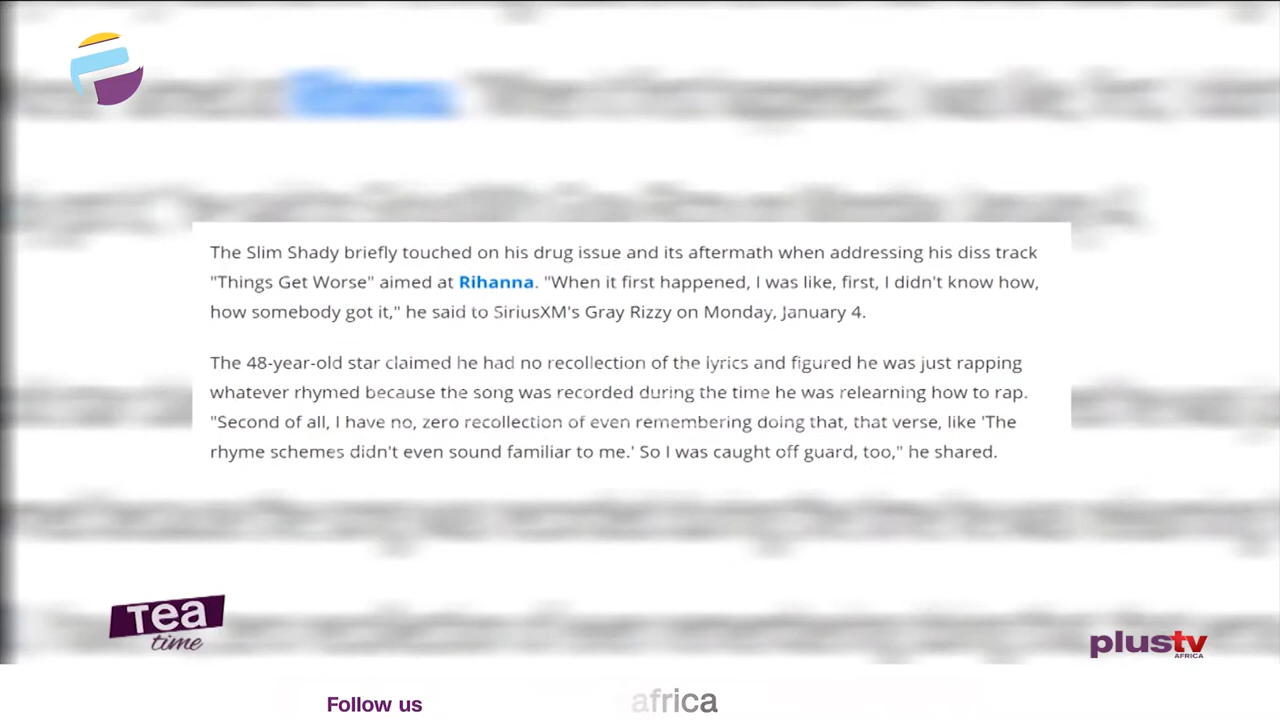 The Slim Shady briefly touched on his drug issue and its aftermath when addressing his diss track
"Things Get Worse" aimed at Rihanna. "When it first happened, I was like, first, I didn't know how,
how somebody got it," he said to SiriusXM's Gray Rizzy on Monday, January 4.
The 48-year-old star claimed he had no recollection of the lyrics and figured he was just rapping
whatever rhymed because the song was recorded during the time he was relearning how to rap.
"Second of all, I have no, zero recollection of even remembering doing that, that verse, like 'The
rhyme schemes didn't even sound familiar to me.' So I was caught off guard, too," he shared.
Tea
time
plustv
AFRICA
Follow us
africa